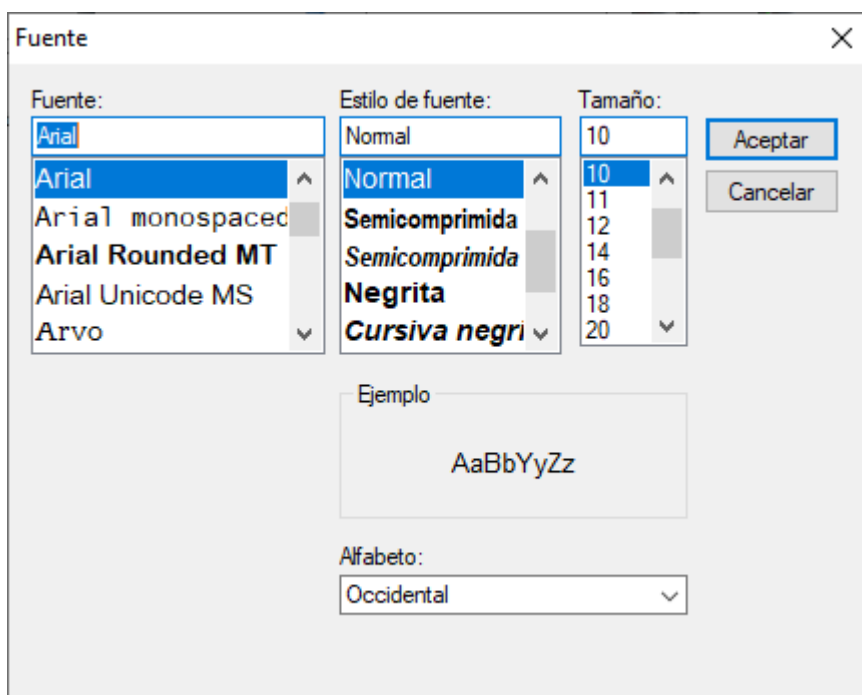 Fuente
Fuente:
Arial
Arial
Arial monospaced
Arial Rounded MT
Arial Unicode MS
Arvo
Estilo de fuente:
Normal
Normal
Semicomprimida
Semicomprimida
Negrita
Cursiva negri
Tamaño:
10
10
11
12
14
16
18
20
Aceptar
Cancelar
Ejemplo
AaBbYyZz
Alfabeto:
Occidental